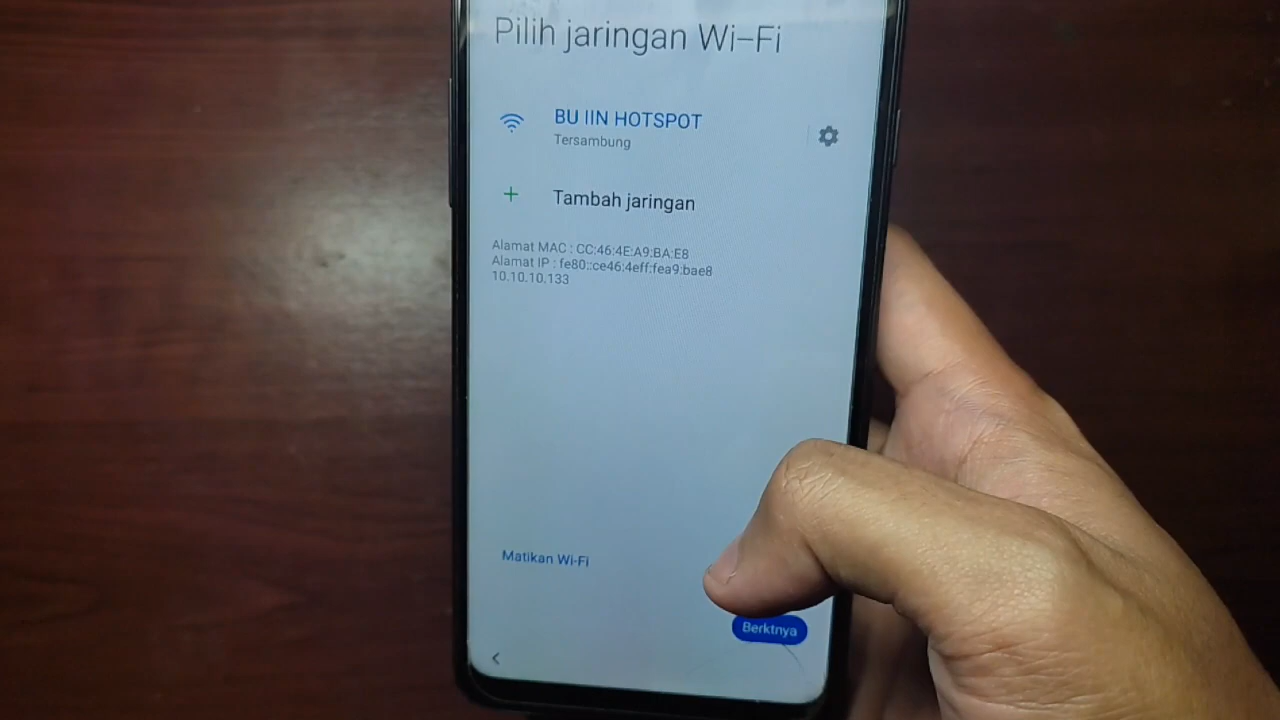 Pilih jaringan Wi-Fi
BU IIN HOTSPOT
Tersambung
Tambah jaringan
Alamat MAC : CC:46:4E:A9:BA:E8
Alamat IP : fe80::ce46:4eff:fea9:bae8
10.10.10.133
Matikan Wi-Fi
Berktnya